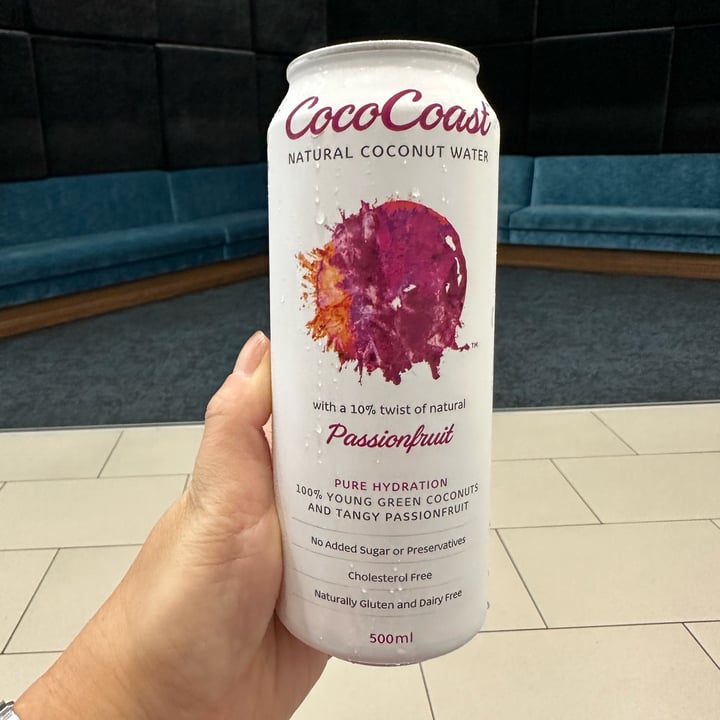 CocoCoast
NATURAL COCONUT WATER
TM
with a 10% twist of natural
Passionfruit
PURE HYDRATION
100% YOUNG GREEN COCONUTS
AND TANGY PASSIONFRUIT
No Added Sugar or Preservatives
Cholesterol Free
Naturally Gluten and Dairy Free
500ml